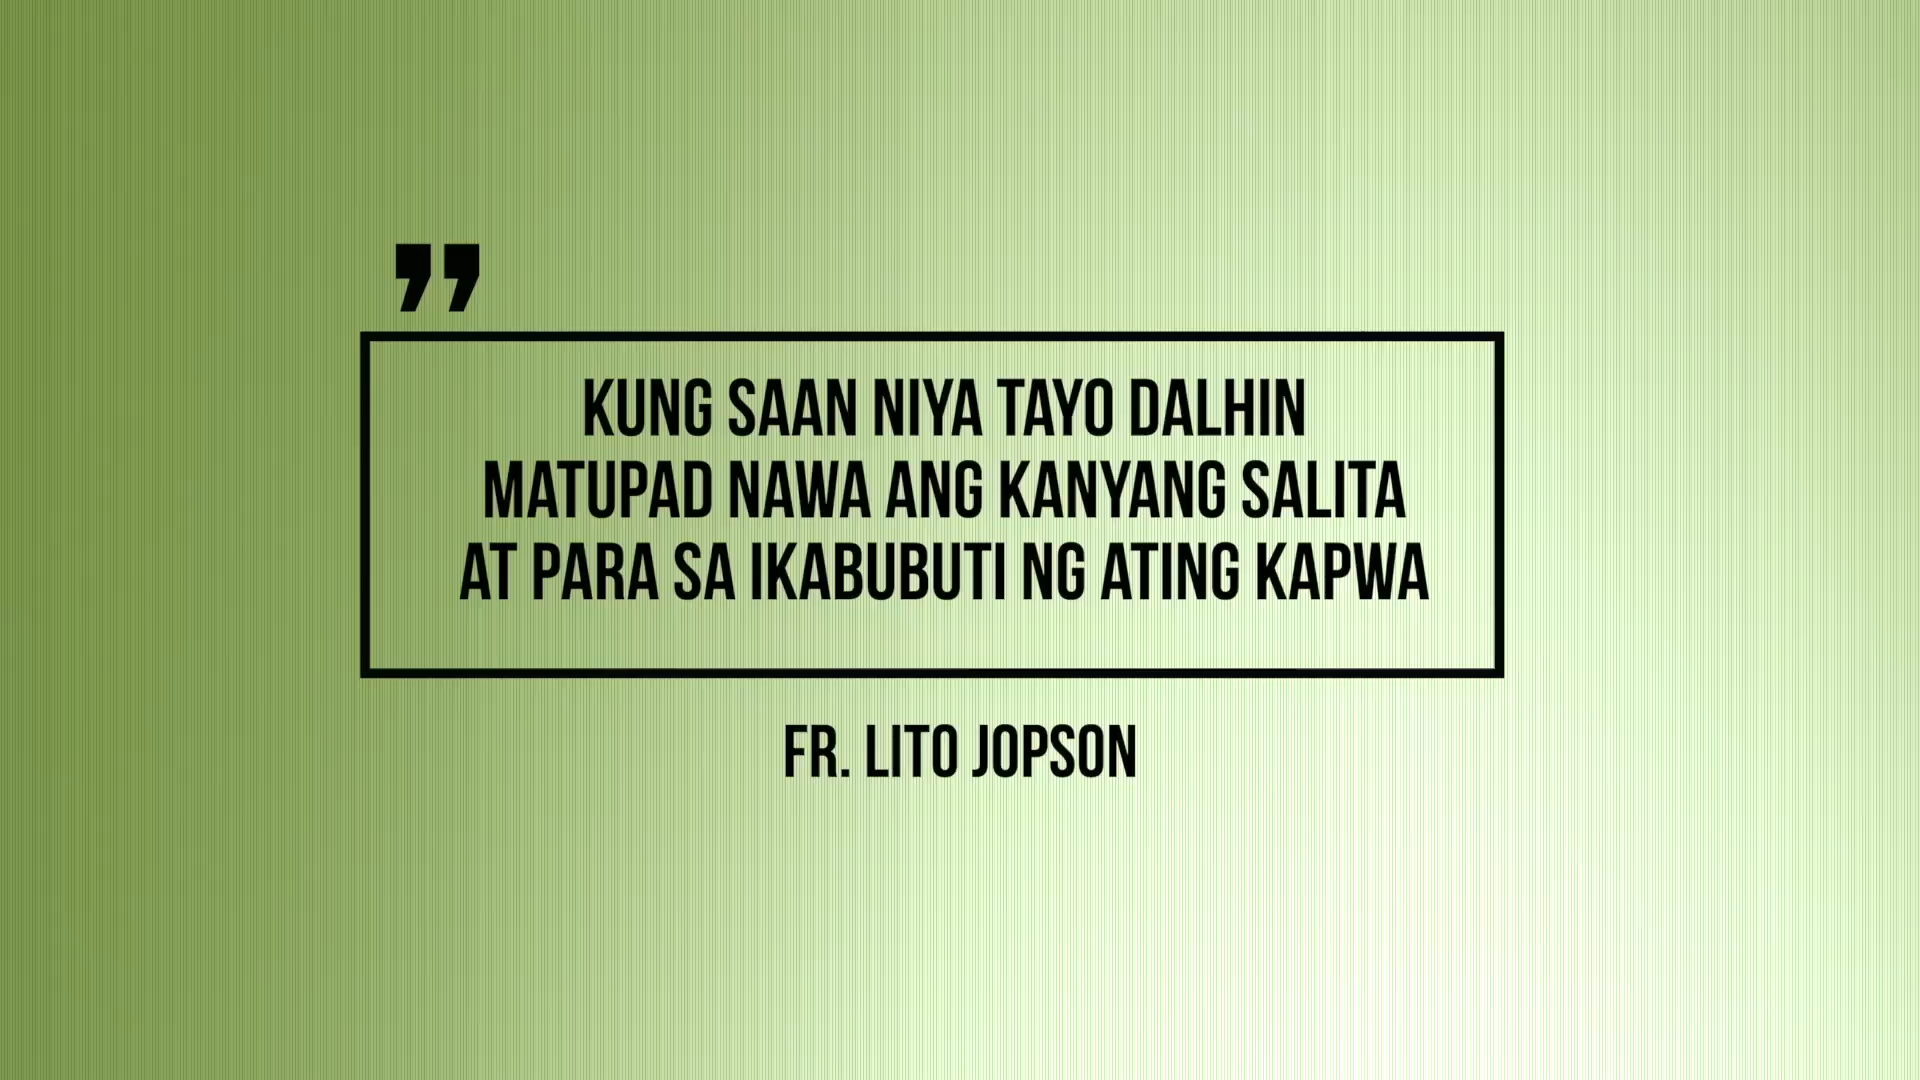 ”
KUNG SAAN NIYA TAYO DALHIN
MATUPAD NAWA ANG KANYANG SALITA
AT PARA SA IKABUBUTI NG ATING KAPWA
FR. LITO JOPSON